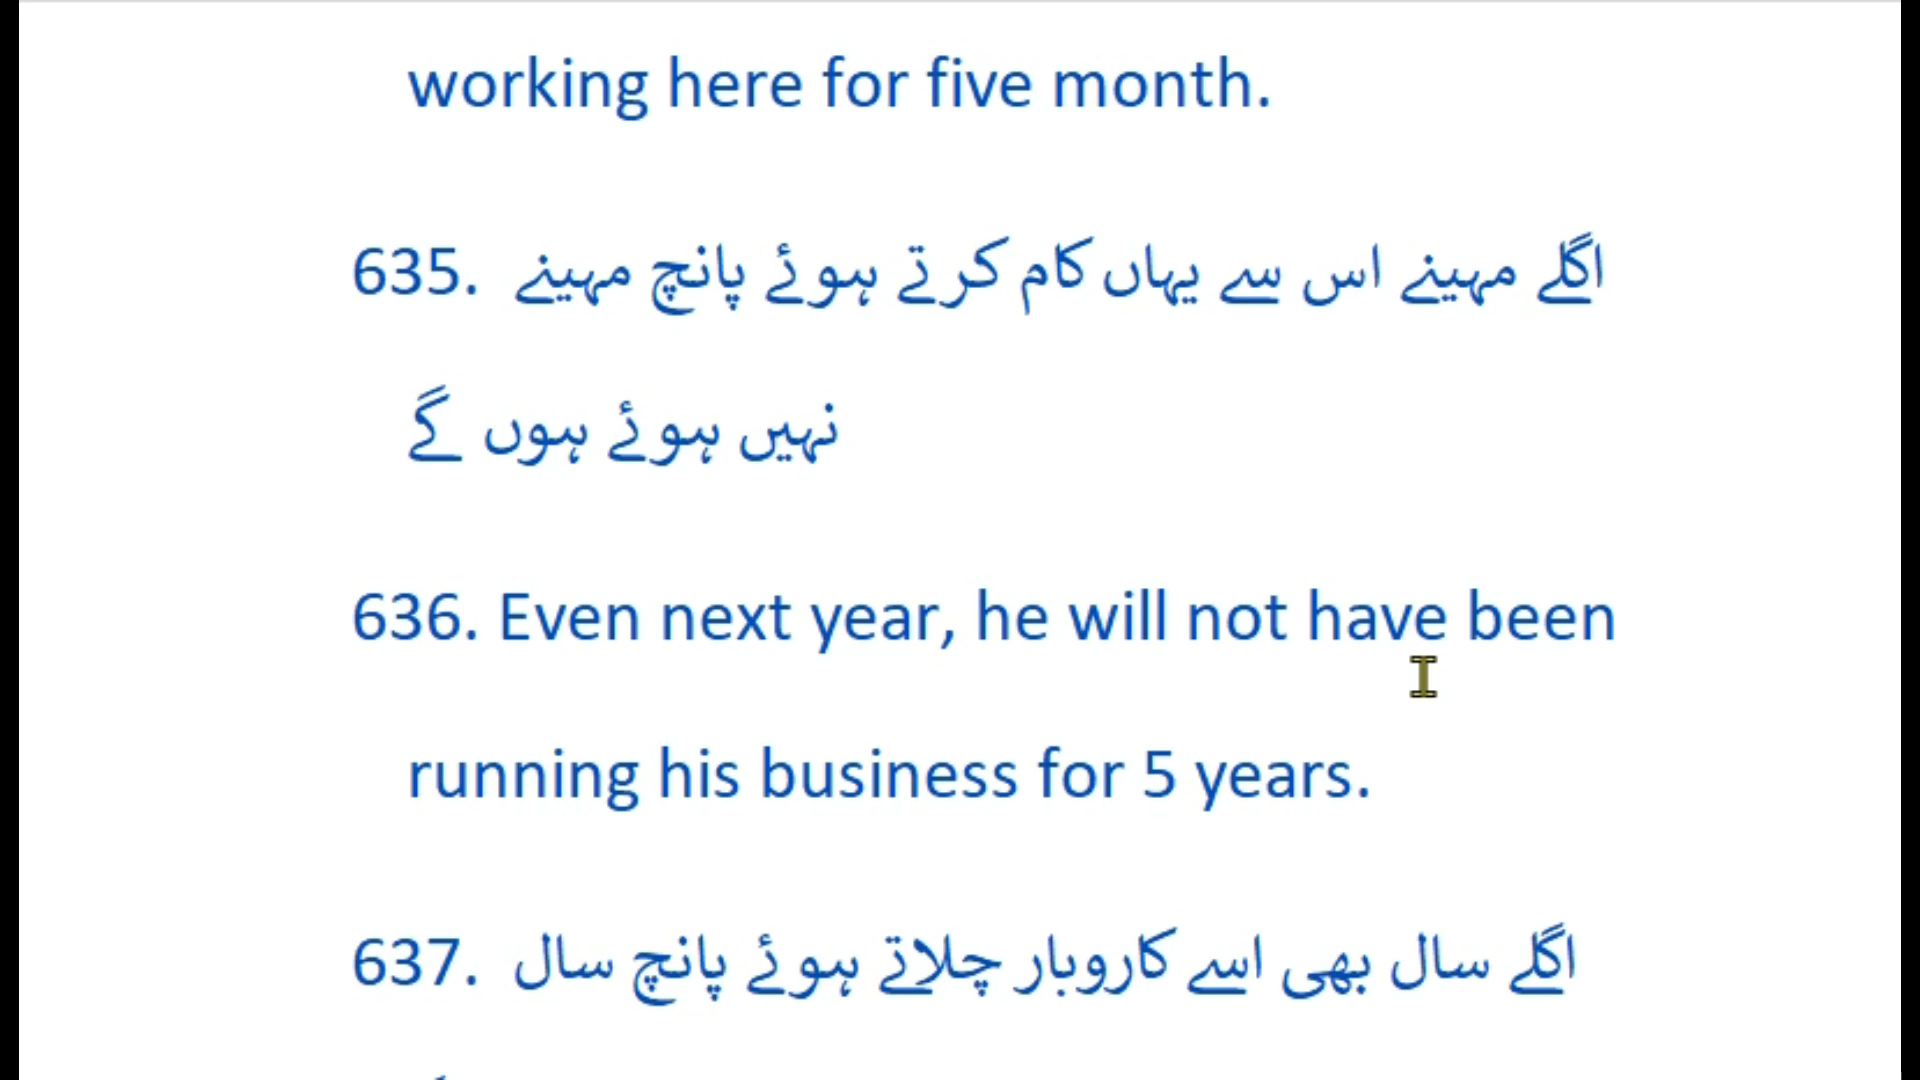 working here for five month.
635. اگلے مہینے اس سے یہاں کام کرتے ہوئے پانچ مہینے
نہیں ہوئے ہوں گے
636. Even next year, he will not have been
running his business for 5 years.
637. اگلے سال بھی اسے کاروبار چلاتے ہوئے پانچ سال